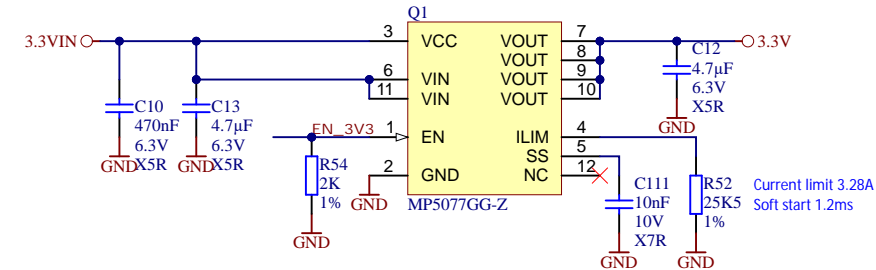 Q1
3.3VIN
3 VCC VOUT 7
3.3V
VOUT 8
6 VIN VOUT 9
11 VIN VOUT 10
C12
4.7µF
6.3V
X5R
GND
C10
470nF
6.3V
X5R
GND
C13
4.7µF
6.3V
X5R
GND
EN_3V3
1 EN ILIM 4
SS 5
2 GND NC 12
GND
MP5077GG-Z
R54
2K
1%
GND
C111
10nF
10V
X7R
GND
R52
25K5
1%
GND
Current limit 3.28A
Soft start 1.2ms